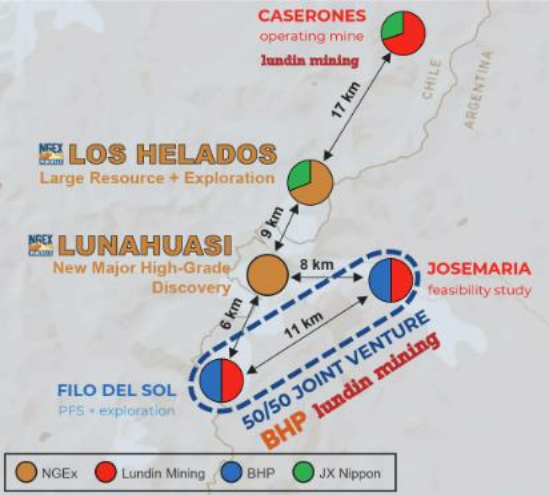 CASERONES
operating mine
lundin mining
17 km
CHILE
ARGENTINA
NGEX
LOS HELADOS
Large Resource + Exploration
9 km
NGEX
LUNAHUASI
New Major High-Grade
Discovery
8 km
JOSEMARIA
feasibility study
6 km
11 km
FILO DEL SOL
PFS + exploration
50/50 JOINT VENTURE
BHP lundin mining
NGEx
Lundin Mining
BHP
JX Nippon